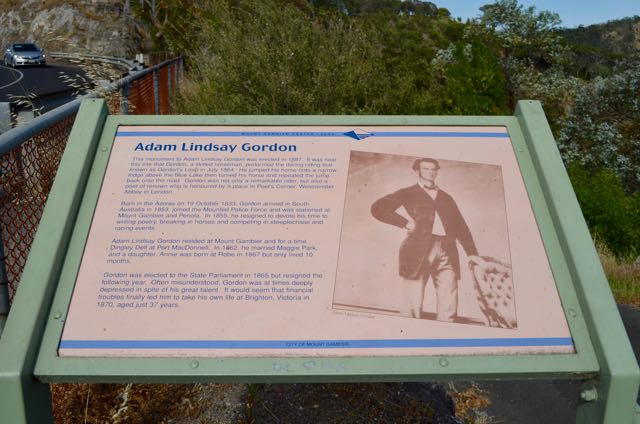 MOUNT GAMBIER CRATER LAKES
Adam Lindsay Gordon
This monument to Adam Lindsay Gordon was erected in 1887. It was near
this site that Gordon, a skilled horseman, performed the daring riding feat
known as Gordon's Leap in July 1864. He jumped his horse onto a narrow
ledge above the Blue Lake then turned his horse and repeated the jump
back onto the road. Gordon was not only a remarkable rider, but also a
poet of renown who is honoured by a place in Poet's Corner, Westminster
Abbey in London.
Born in the Azores on 19 October 1833, Gordon arrived in South
Australia in 1853, joined the Mounted Police Force and was stationed at
Mount Gambier and Penola. In 1855, he resigned to devote his time to
writing poetry, breaking in horses and competing in steeplechase and
racing events.
Adam Lindsay Gordon resided at Mount Gambier and for a time,
Dingley Dell at Port MacDonnell. In 1862, he married Maggie Park,
and a daughter, Annie was born at Robe in 1867 but only lived 10
months.
Gordon was elected to the State Parliament in 1865 but resigned the
following year. Often misunderstood, Gordon was at times deeply
depressed in spite of his great talent. It would seem that financial
troubles finally led him to take his own life at Brighton, Victoria in
1870, aged just 37 years.
Adam Lindsay Gordon
CITY OF MOUNT GAMBIER